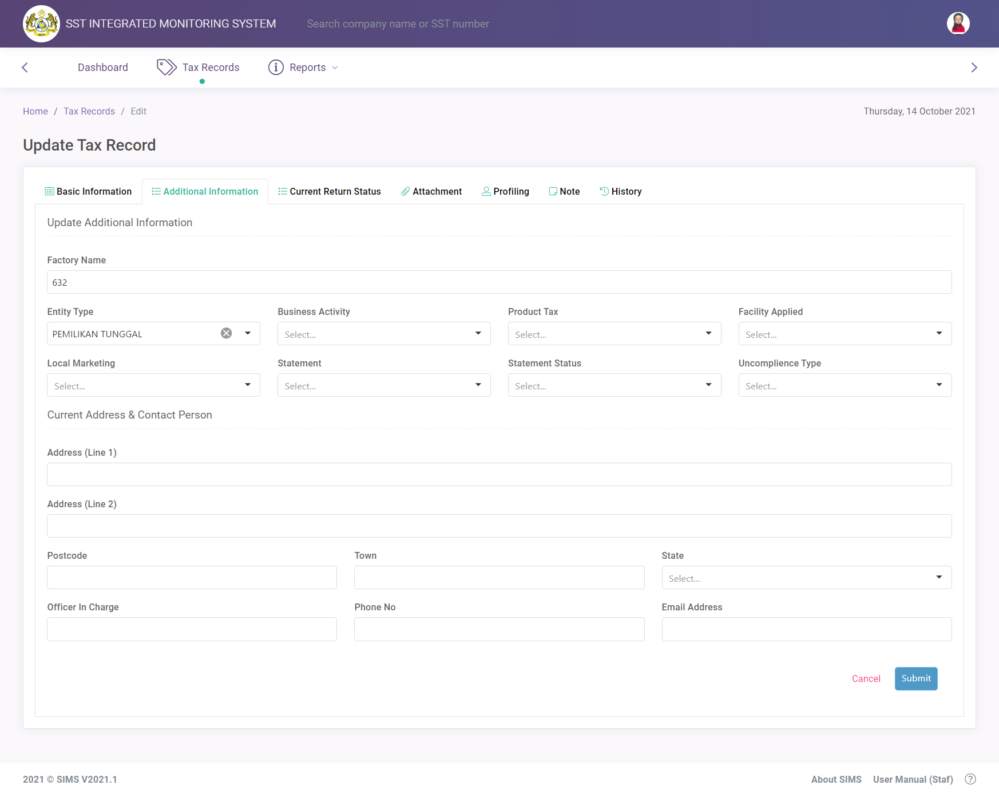 SST INTEGRATED MONITORING SYSTEM
Search company name or SST number
Dashboard
Tax Records
Reports
Home / Tax Records / Edit
Thursday, 14 October 2021
Update Tax Record
Basic Information
Additional Information
Current Return Status
Attachment
Profiling
Note
History
Update Additional Information
Factory Name
632
Entity Type
Business Activity
Product Tax
Facility Applied
PEMILIKAN TUNGGAL
Select...
Select...
Select...
Local Marketing
Statement
Statement Status
Uncomplience Type
Select...
Select...
Select...
Select...
Current Address & Contact Person
Address (Line 1)
Address (Line 2)
Postcode
Town
State
Select...
Officer In Charge
Phone No
Email Address
Cancel
Submit
2021 © SIMS V2021.1
About SIMS
User Manual (Staf)